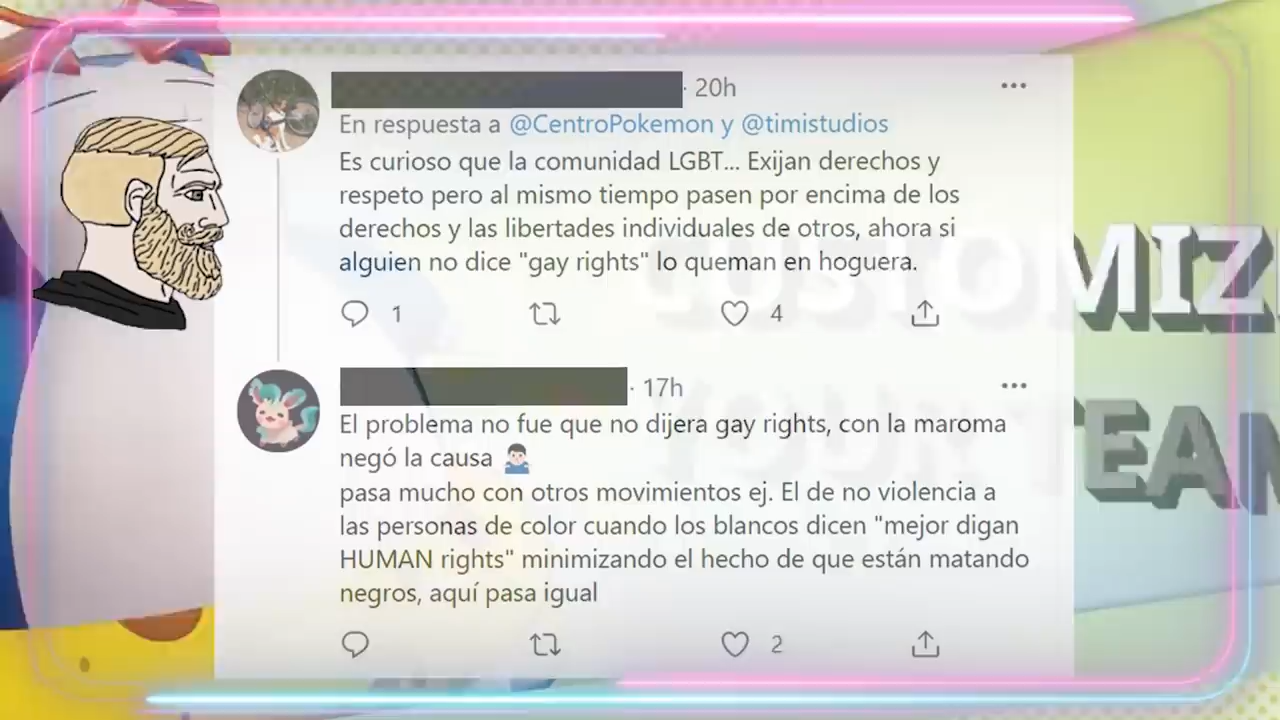 · 20h
En respuesta a @CentroPokemon y @timistudios
Es curioso que la comunidad LGBT... Exijan derechos y
respeto pero al mismo tiempo pasen por encima de los
derechos y las libertades individuales de otros, ahora si
alguien no dice "gay rights" lo queman en hoguera.
1 4
· 17h
El problema no fue que no dijera gay rights, con la maroma
negó la causa 🤷🏻‍♂️
pasa mucho con otros movimientos ej. El de no violencia a
las personas de color cuando los blancos dicen "mejor digan
HUMAN rights" minimizando el hecho de que están matando
negros, aquí pasa igual
2
CUSTOMIZ
YOUR TEAM